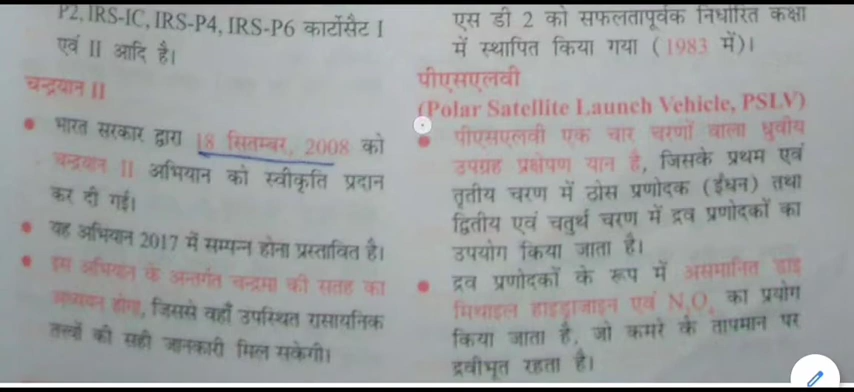 P2, IRS-IC, IRS-P4, IRS-P6 कार्टोसैट I
एवं II आदि है।
चन्द्रयान II
भारत सरकार द्वारा 18 सितम्बर, 2008 को
चन्द्रयान II अभियान को स्वीकृति प्रदान
कर दी गई।
यह अभियान 2017 में सम्पन्न होना प्रस्तावित है।
इस अभियान के अन्तर्गत चन्द्रमा की सतह का
अध्ययन होगा, जिससे वहाँ उपस्थित रासायनिक
तत्त्वों की सही जानकारी मिल सकेगी।
एस डी 2 को सफलतापूर्वक निर्धारित कक्षा
में स्थापित किया गया (1983 में)।
पीएसएलवी
(Polar Satellite Launch Vehicle, PSLV)
पीएसएलवी एक चार चरणों वाला ध्रुवीय
उपग्रह प्रक्षेपण यान है, जिसके प्रथम एवं
तृतीय चरण में ठोस प्रणोदक (ईंधन) तथा
द्वितीय एवं चतुर्थ चरण में द्रव प्रणोदकों का
उपयोग किया जाता है।
द्रव प्रणोदकों के रूप में असमानित डाइ
मिथाइल हाइड्राजाइन एवं N₂O₄ का प्रयोग
किया जाता है, जो कमरे के तापमान पर
द्रवीभूत रहता है।